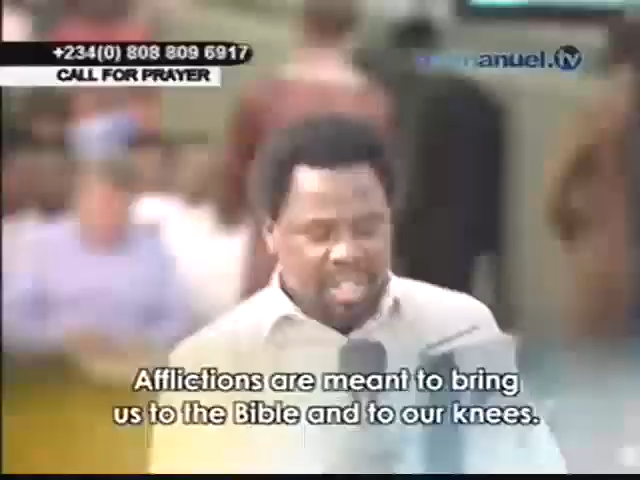 +234(0) 808 809 6917
CALL FOR PRAYER
emmanuel.tv
Afflictions are meant to bring
us to the Bible and to our knees.